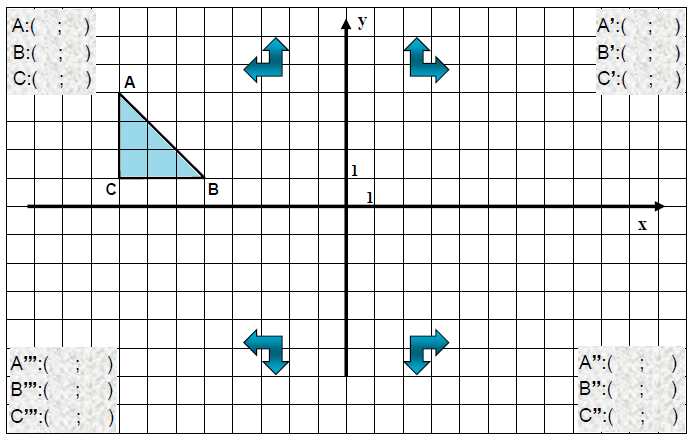 A:( ; )
B:( ; )
C:( ; )
y
A’:( ; )
B’:( ; )
C’:( ; )
A
C
B
1
1
x
A’’’:( ; )
B’’’:( ; )
C’’’:( ; )
A’’:( ; )
B’’:( ; )
C’’:( ; )